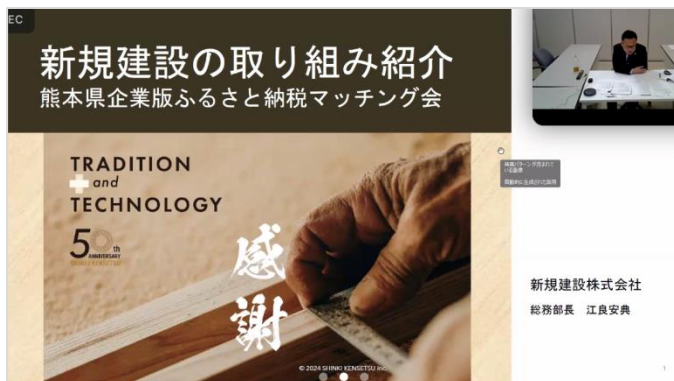 EC
新規建設の取り組み紹介
熊本県企業版ふるさと納税マッチング会
TRADITION
and
TECHNOLOGY
50th
ANNIVERSARY
SHINKI KENSETSU
感謝
© 2024 SHINKI KENSETSU Inc.
新規建設株式会社
総務部長 江良安典
1